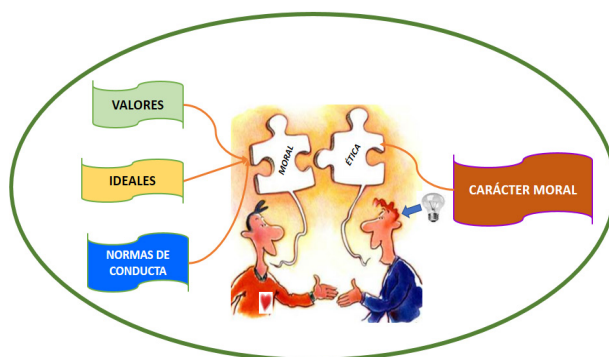 VALORES
IDEALES
NORMAS DE
CONDUCTA
MORAL
ÉTICA
CARÁCTER MORAL